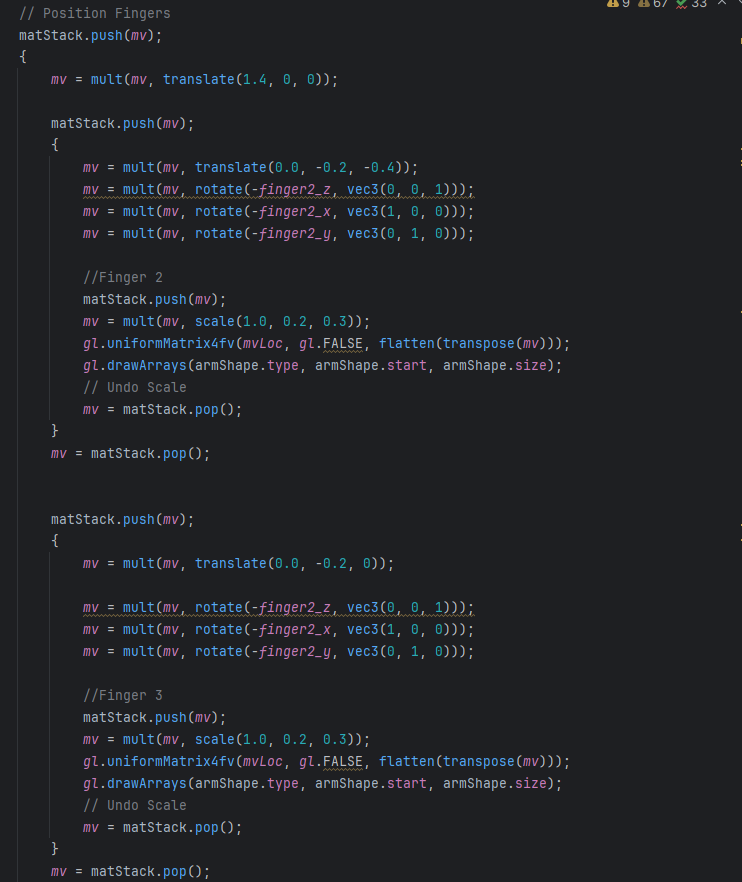 9 67 33
// Position Fingers
matStack.push(mv);
{
    mv = mult(mv, translate(1.4, 0, 0));

    matStack.push(mv);
    {
        mv = mult(mv, translate(0.0, -0.2, -0.4));
        mv = mult(mv, rotate(-finger2_z, vec3(0, 0, 1)));
        mv = mult(mv, rotate(-finger2_x, vec3(1, 0, 0)));
        mv = mult(mv, rotate(-finger2_y, vec3(0, 1, 0)));

        //Finger 2
        matStack.push(mv);
        mv = mult(mv, scale(1.0, 0.2, 0.3));
        gl.uniformMatrix4fv(mvLoc, gl.FALSE, flatten(transpose(mv)));
        gl.drawArrays(armShape.type, armShape.start, armShape.size);
        // Undo Scale
        mv = matStack.pop();
    }
    mv = matStack.pop();


    matStack.push(mv);
    {
        mv = mult(mv, translate(0.0, -0.2, 0));

        mv = mult(mv, rotate(-finger2_z, vec3(0, 0, 1)));
        mv = mult(mv, rotate(-finger2_x, vec3(1, 0, 0)));
        mv = mult(mv, rotate(-finger2_y, vec3(0, 1, 0)));

        //Finger 3
        matStack.push(mv);
        mv = mult(mv, scale(1.0, 0.2, 0.3));
        gl.uniformMatrix4fv(mvLoc, gl.FALSE, flatten(transpose(mv)));
        gl.drawArrays(armShape.type, armShape.start, armShape.size);
        // Undo Scale
        mv = matStack.pop();
    }
    mv = matStack.pop();